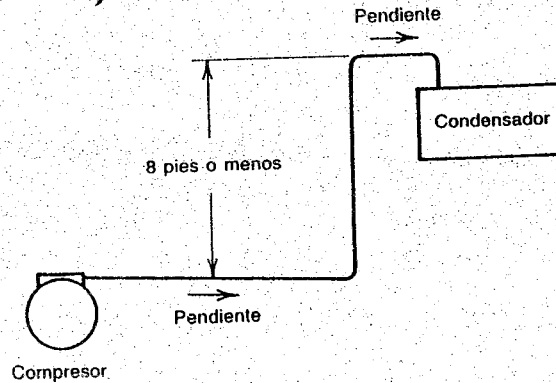 Pendiente
Condensador
8 pies o menos
Pendiente
Compresor